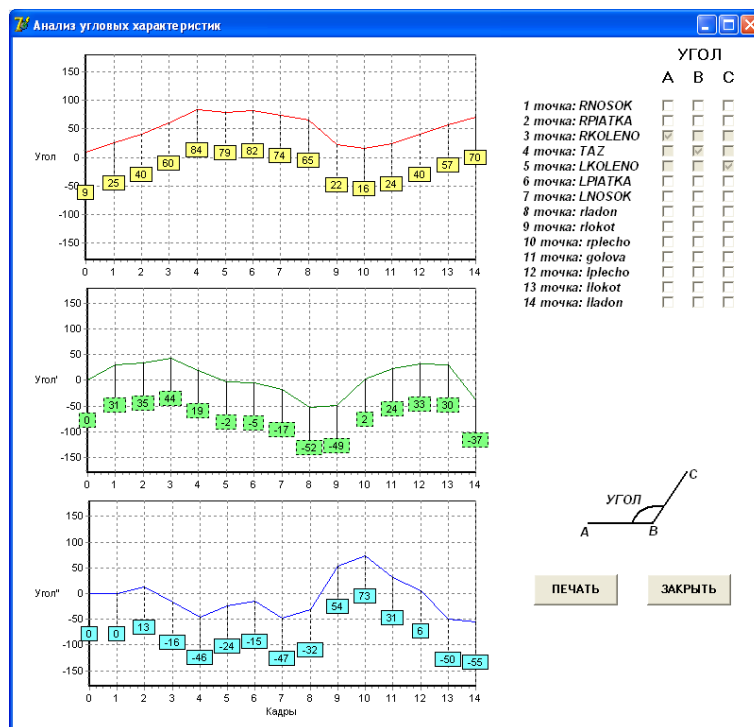 Анализ угловых характеристик
150
100
50
Угол
0
-50
-100
-150
9 25 40 60 84 79 82 74 65 22 16 24 40 57 70
0 1 2 3 4 5 6 7 8 9 10 11 12 13 14
150
100
50
Угол'
0
-50
-100
-150
0 31 35 44 19 -2 -5 -17 -52 -49 2 24 33 30 -37
0 1 2 3 4 5 6 7 8 9 10 11 12 13 14
150
100
50
Угол"
0
-50
-100
-150
0 0 13 -16 -46 -24 -15 -47 -32 54 73 31 6 -50 -55
0 1 2 3 4 5 6 7 8 9 10 11 12 13 14
Кадры
УГОЛ
A B C
1 точка: RNOSOK
2 точка: RPIATKA
3 точка: RKOLENO
4 точка: TAZ
5 точка: LKOLENO
6 точка: LPIATKA
7 точка: LNOSOK
8 точка: rladon
9 точка: rlokot
10 точка: rplecho
11 точка: golova
12 точка: lplecho
13 точка: llokot
14 точка: lladon
C
УГОЛ
A B
ПЕЧАТЬ ЗАКРЫТЬ